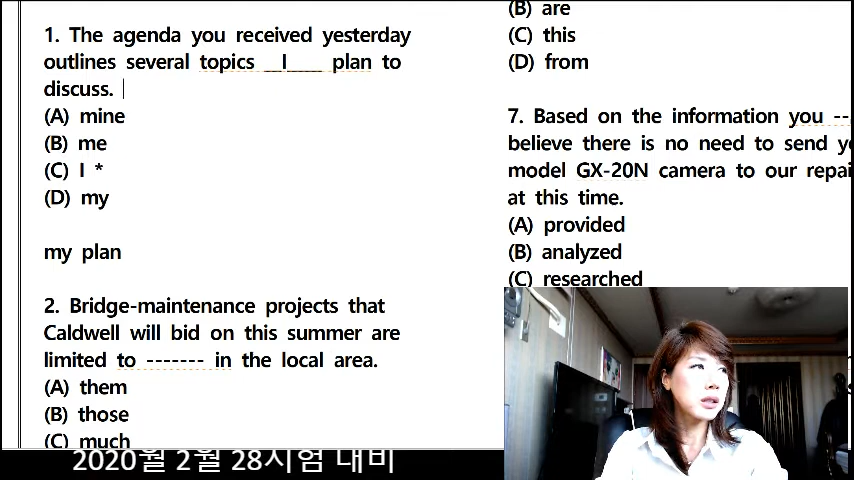 1. The agenda you received yesterday
outlines several topics __I___ plan to
discuss.
(A) mine
(B) me
(C) I *
(D) my
my plan
2. Bridge-maintenance projects that
Caldwell will bid on this summer are
limited to ------- in the local area.
(A) them
(B) those
(C) much
(B) are
(C) this
(D) from
7. Based on the information you --
believe there is no need to send
model GX-20N camera to our
at this time.
(A) provided
(B) analyzed
(C) researched
2020월 2월 28시험 대비